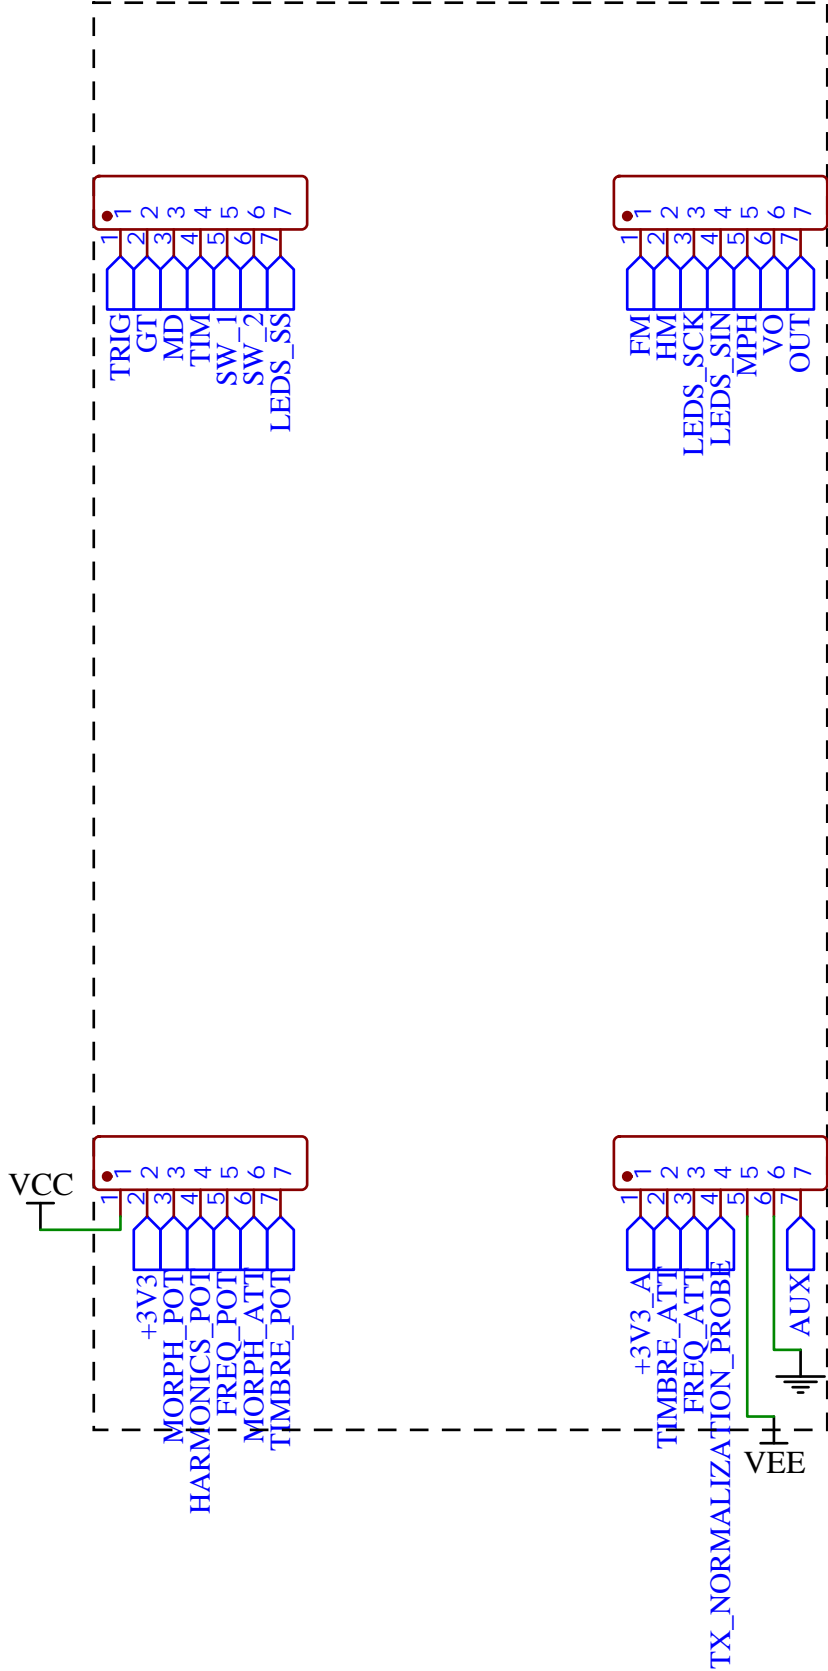 1 2 3 4 5 6 7
1 2 3 4 5 6 7
TRIG
GT
MD
TIM
SW_1
SW_2
LEDS_SS
1 2 3 4 5 6 7
1 2 3 4 5 6 7
FM
HM
LEDS_SCK
LEDS_SIN
MPH
VO
OUT
VCC
1 2 3 4 5 6 7
1 2 3 4 5 6 7
+3V3
MORPH_POT
HARMONICS_POT
FREQ_POT
MORPH_ATT
TIMBRE_POT
1 2 3 4 5 6 7
1 2 3 4 5 6 7
+3V3_A
TIMBRE_ATT
FREQ_ATT
TX_NORMALIZATION_PROBE
AUX
VEE